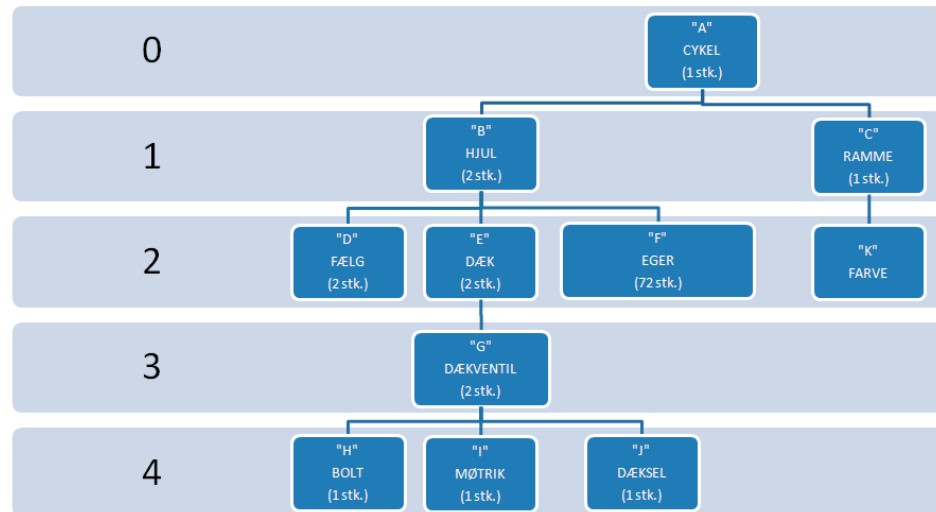 0
"A"
CYKEL
(1 stk.)
1
"B"
HJUL
(2 stk.)
"C"
RAMME
(1 stk.)
2
"D"
FÆLG
(2 stk.)
"E"
DÆK
(2 stk.)
"F"
EGER
(72 stk.)
"K"
FARVE
3
"G"
DÆKVENTIL
(2 stk.)
4
"H"
BOLT
(1 stk.)
"I"
MØTRIK
(1 stk.)
"J"
DÆKSEL
(1 stk.)